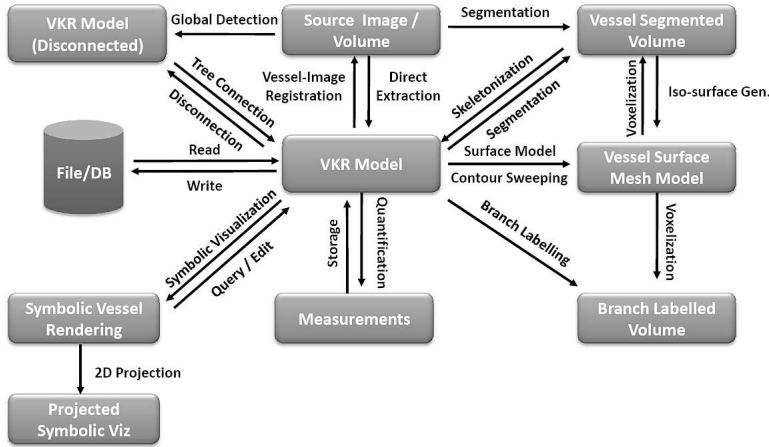 VKR Model
(Disconnected)
Global Detection
Source Image /
Volume
Segmentation
Vessel Segmented
Volume
Tree Connection
Disconnection
Vessel-Image
Registration
Direct
Extraction
Skeletonization
Segmentation
Voxelization
Iso-surface Gen.
File/DB
Read
Write
VKR Model
Surface Model
Contour Sweeping
Vessel Surface
Mesh Model
Symbolic Visualization
Query / Edit
Storage
Quantification
Branch Labelling
Voxelization
Symbolic Vessel
Rendering
Measurements
Branch Labelled
Volume
2D Projection
Projected
Symbolic Viz